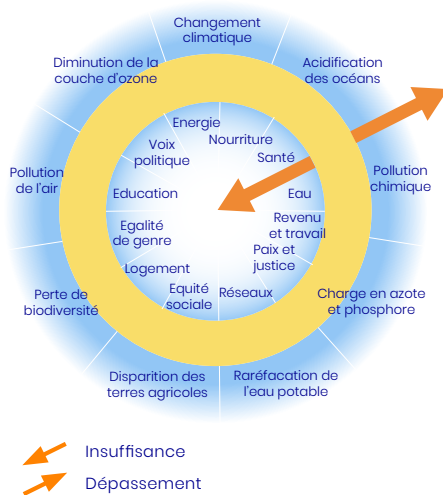 Changement
climatique
Diminution de la
couche d'ozone
Acidification
des océans
Energie
Nourriture
Voix
politique
Santé
Pollution
de l'air
Pollution
chimique
Education
Eau
Egalité
de genre
Revenu
et travail
Paix et
justice
Logement
Equité
sociale
Réseaux
Perte de
biodiversité
Charge en azote
et phosphore
Disparition des
terres agricoles
Raréfacation de
l'eau potable
Insuffisance
Dépassement